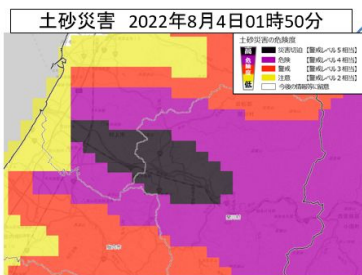 土砂災害 2022年8月4日01時50分
土砂災害の危険度
高 災害切迫 【警戒レベル5相当】
危険 【警戒レベル4相当】
警戒 【警戒レベル3相当】
注意 【警戒レベル2相当】
低 今後の情報等に留意
危険度